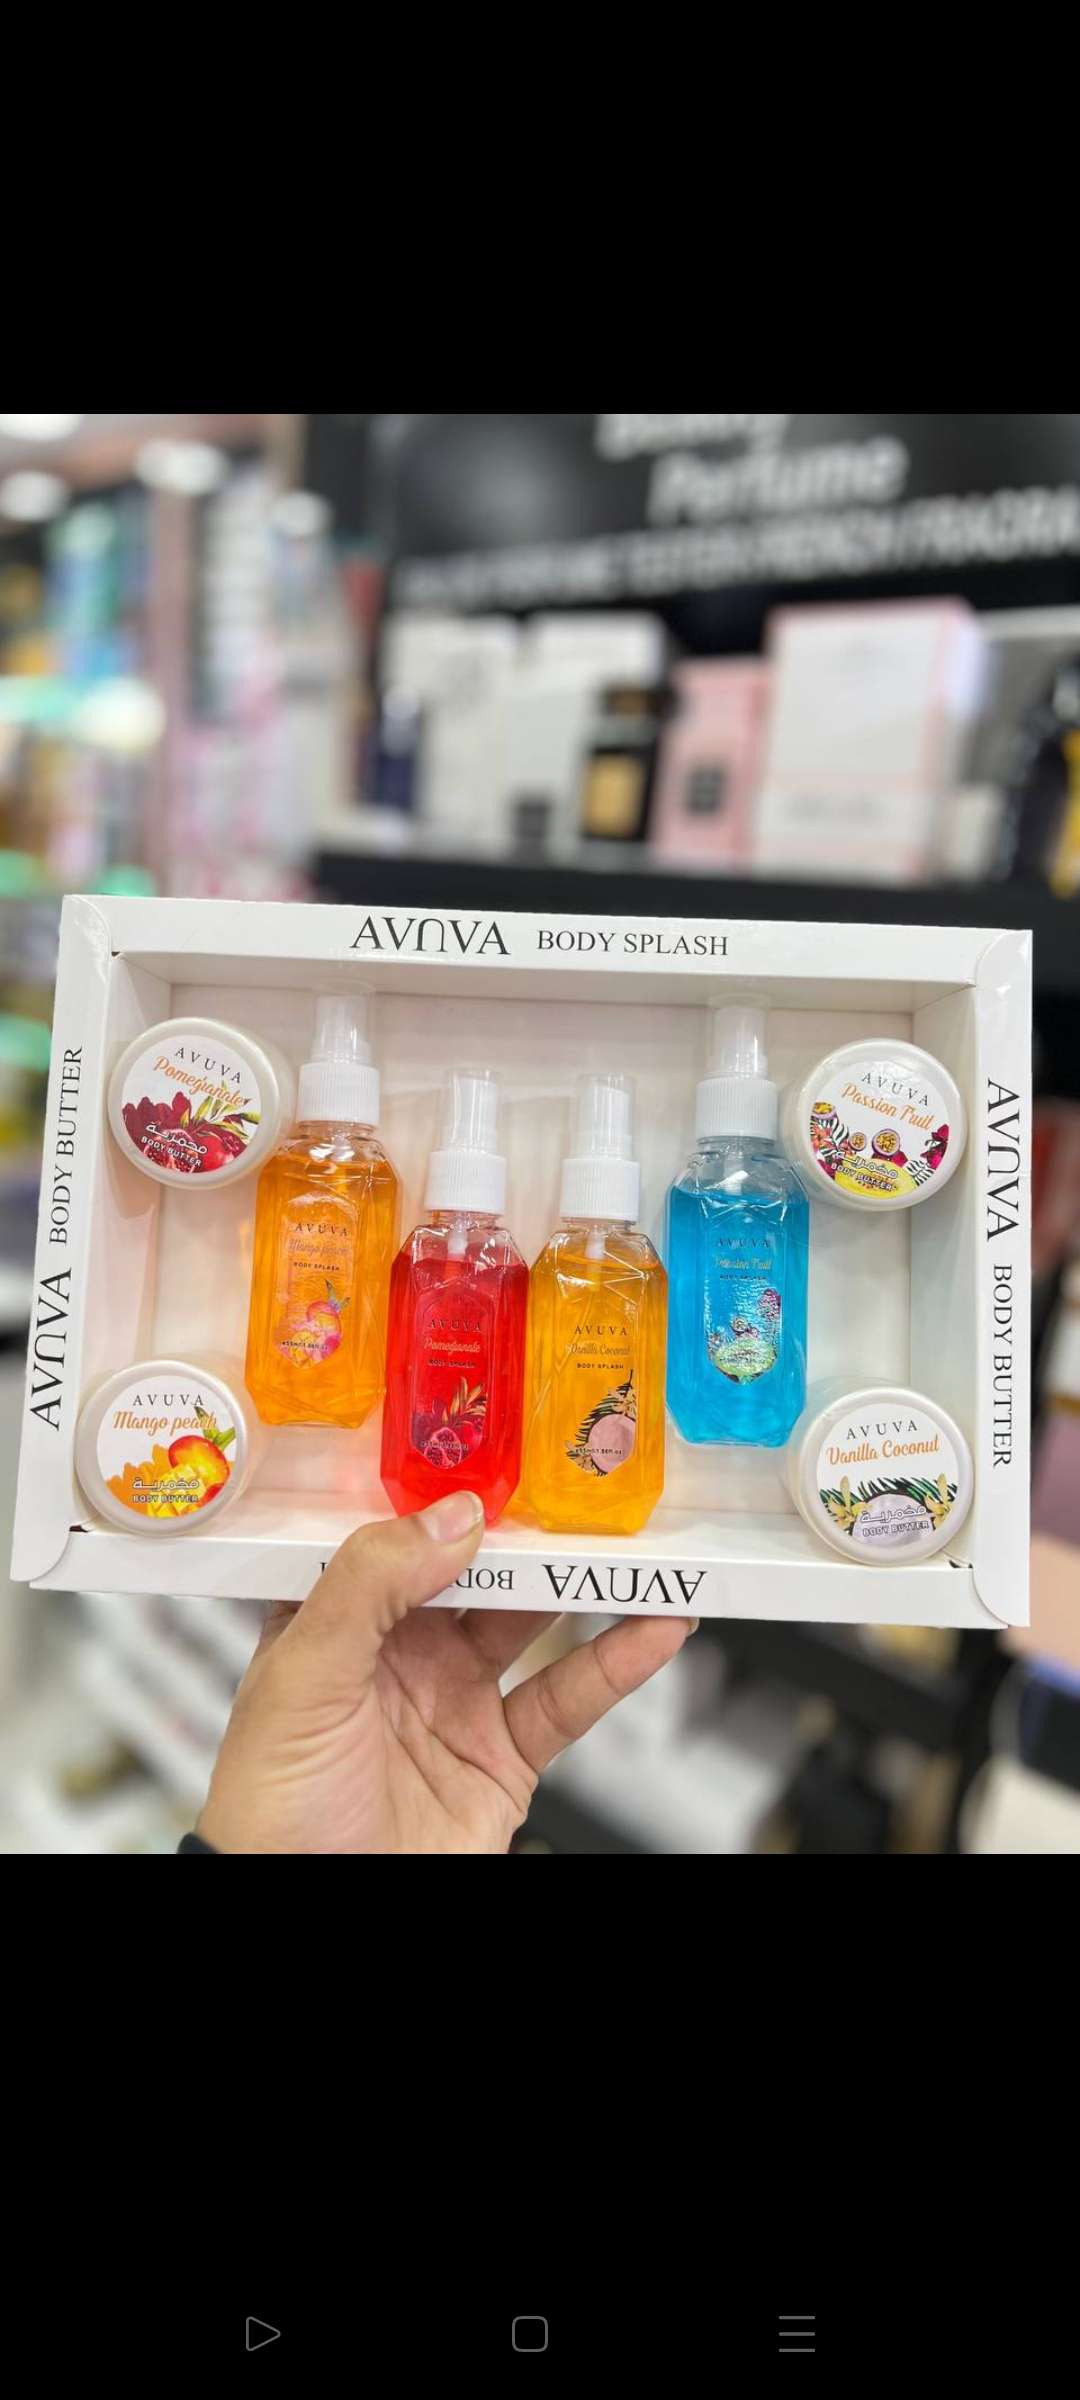 Perfume
AVUVA BODY SPLASH
AVUVA BODY BUTTER
AVUVA BODY BUTTER
AVUVA
Pomegranate
مخمرية
BODY BUTTER
AVUVA
Passion Fruit
مخمرية
BODY BUTTER
AVUVA
Mango peach
BODY SPLASH
AVUVA
Pomegranate
BODY SPLASH
AVUVA
Vanilla Coconut
BODY SPLASH
AVUVA
Passion Fruit
BODY SPLASH
AVUVA
Mango peach
مخمرية
BODY BUTTER
AVUVA
Vanilla Coconut
مخمرية
BODY BUTTER
AVUVA